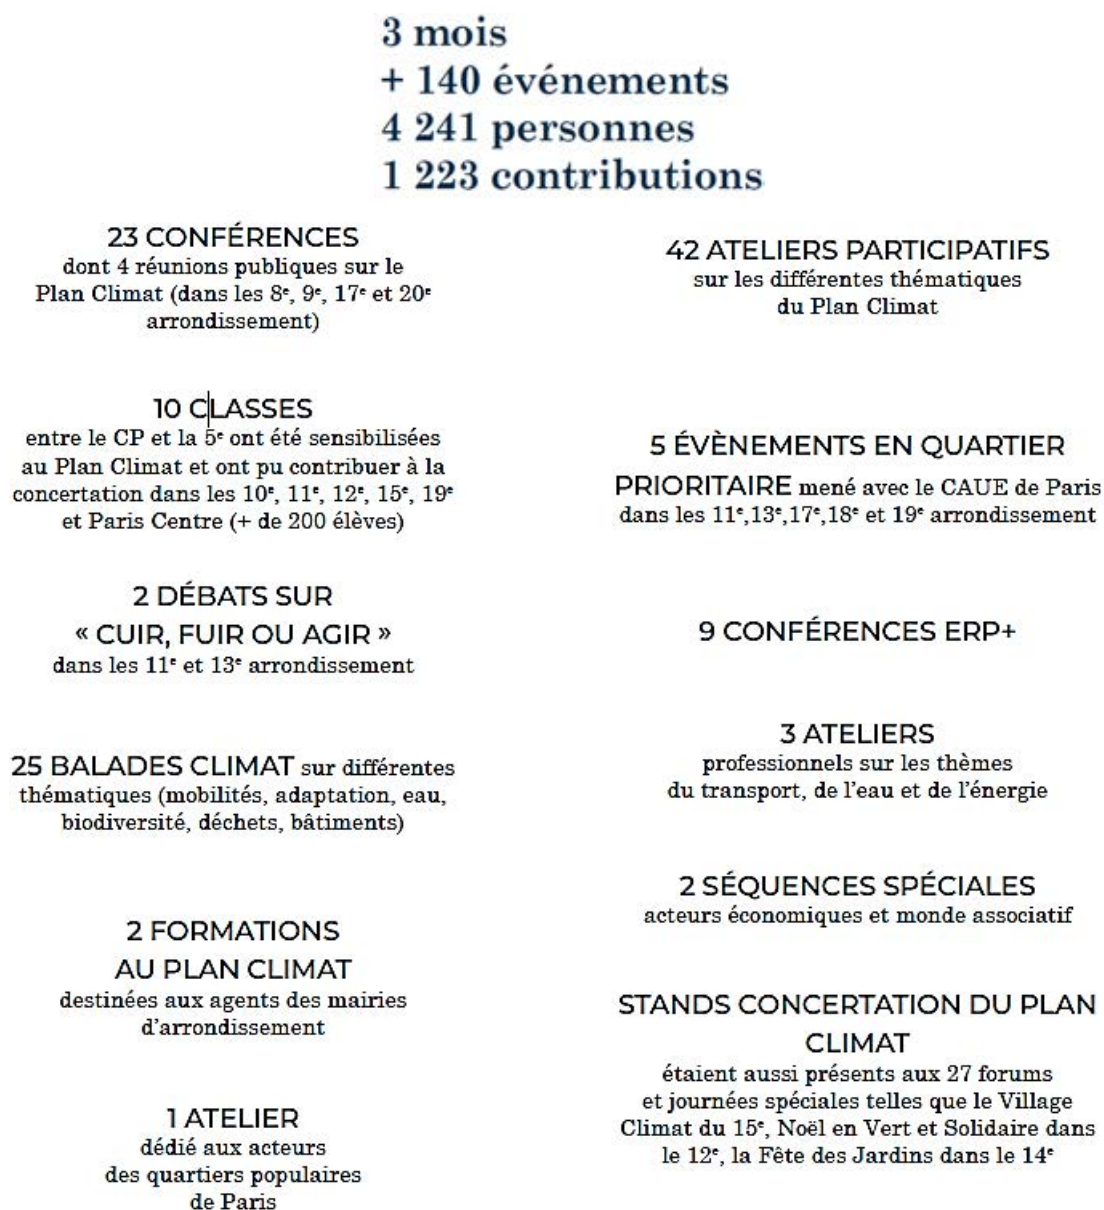 3 mois
+ 140 événements
4 241 personnes
1 223 contributions
23 CONFÉRENCES
dont 4 réunions publiques sur le
Plan Climat (dans les 8ᵉ, 9ᵉ, 17ᵉ et 20ᵉ
arrondissement)
10 CLASSES
entre le CP et la 5ᵉ ont été sensibilisées
au Plan Climat et ont pu contribuer à la
concertation dans les 10ᵉ, 11ᵉ, 12ᵉ, 15ᵉ, 19ᵉ
et Paris Centre (+ de 200 élèves)
2 DÉBATS SUR
« CUIR, FUIR OU AGIR »
dans les 11ᵉ et 13ᵉ arrondissement
25 BALADES CLIMAT sur différentes
thématiques (mobilités, adaptation, eau,
biodiversité, déchets, bâtiments)
2 FORMATIONS
AU PLAN CLIMAT
destinées aux agents des mairies
d'arrondissement
1 ATELIER
dédié aux acteurs
des quartiers populaires
de Paris
42 ATELIERS PARTICIPATIFS
sur les différentes thématiques
du Plan Climat
5 ÉVÈNEMENTS EN QUARTIER
PRIORITAIRE mené avec le CAUE de Paris
dans les 11ᵉ,13ᵉ,17ᵉ,18ᵉ et 19ᵉ arrondissement
9 CONFÉRENCES ERP+
3 ATELIERS
professionnels sur les thèmes
du transport, de l'eau et de l'énergie
2 SÉQUENCES SPÉCIALES
acteurs économiques et monde associatif
STANDS CONCERTATION DU PLAN
CLIMAT
étaient aussi présents aux 27 forums
et journées spéciales telles que le Village
Climat du 15ᵉ, Noël en Vert et Solidaire dans
le 12ᵉ, la Fête des Jardins dans le 14ᵉ